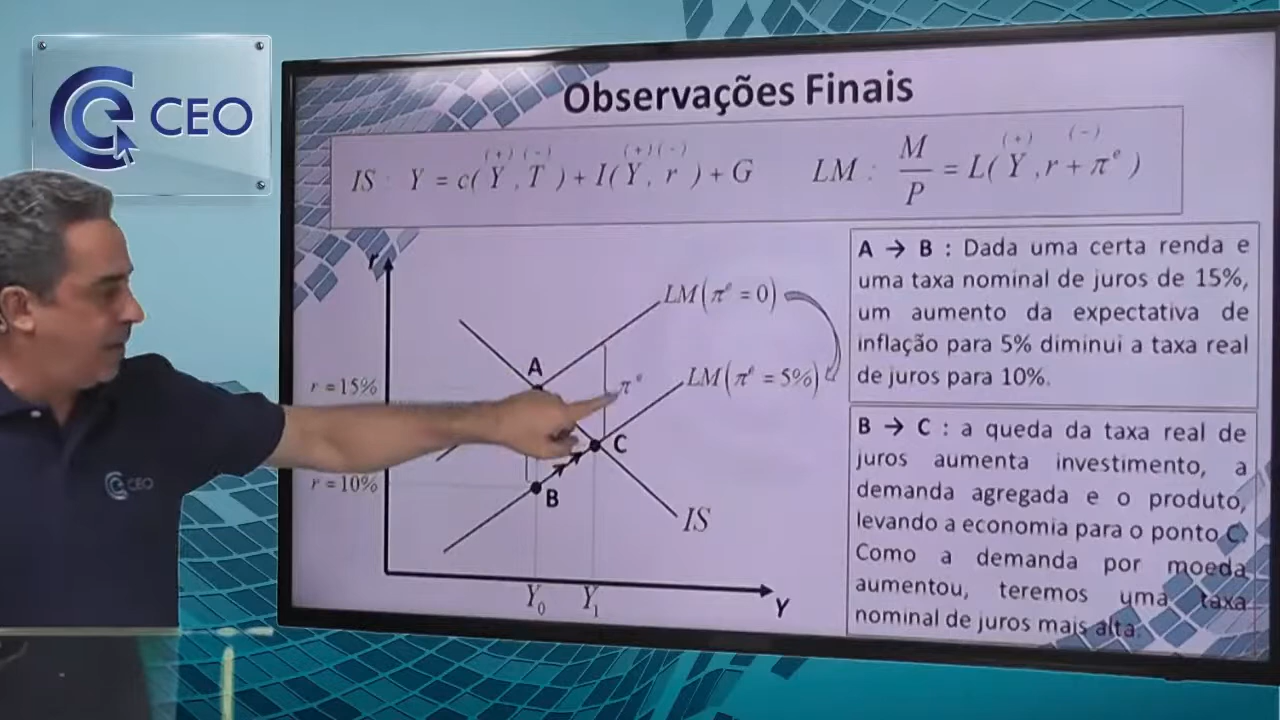 CEO
Observações Finais
(+) (-) (+) (-)
IS : Y = c( Y , T ) + I( Y , r ) + G
(+) (-)
LM : M/P = L( Y , r + π^e )
r
LM(π^e = 0)
A → B : Dada uma certa renda e
uma taxa nominal de juros de 15%,
um aumento da expectativa de
inflação para 5% diminui a taxa real
de juros para 10%.
A
r = 15%
π^e
LM(π^e = 5%)
C
r = 10%
B
IS
B → C : a queda da taxa real de
juros aumenta investimento, a
demanda agregada e o produto,
levando a economia para o ponto C.
Como a demanda por moeda
aumentou, teremos uma taxa
nominal de juros mais alta.
Y₀ Y₁ Y
CEO